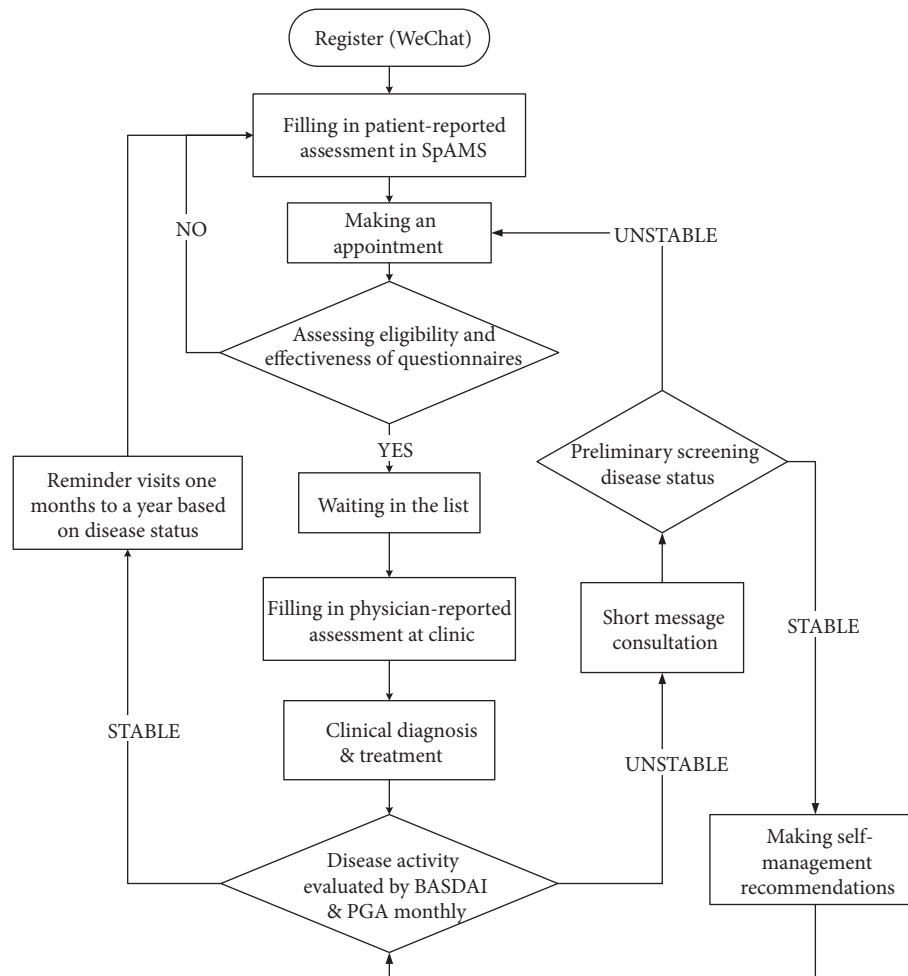 Register (WeChat)
Filling in patient-reported
assessment in SpAMS
NO
Making an
appointment
UNSTABLE
Assessing eligibility and
effectiveness of questionnaires
YES
Preliminary screening
disease status
Reminder visits one
months to a year based
on disease status
Waiting in the list
Filling in physician-reported
assessment at clinic
Short message
consultation
STABLE
STABLE
Clinical diagnosis
& treatment
UNSTABLE
Disease activity
evaluated by BASDAI
& PGA monthly
Making self-
management
recommendations